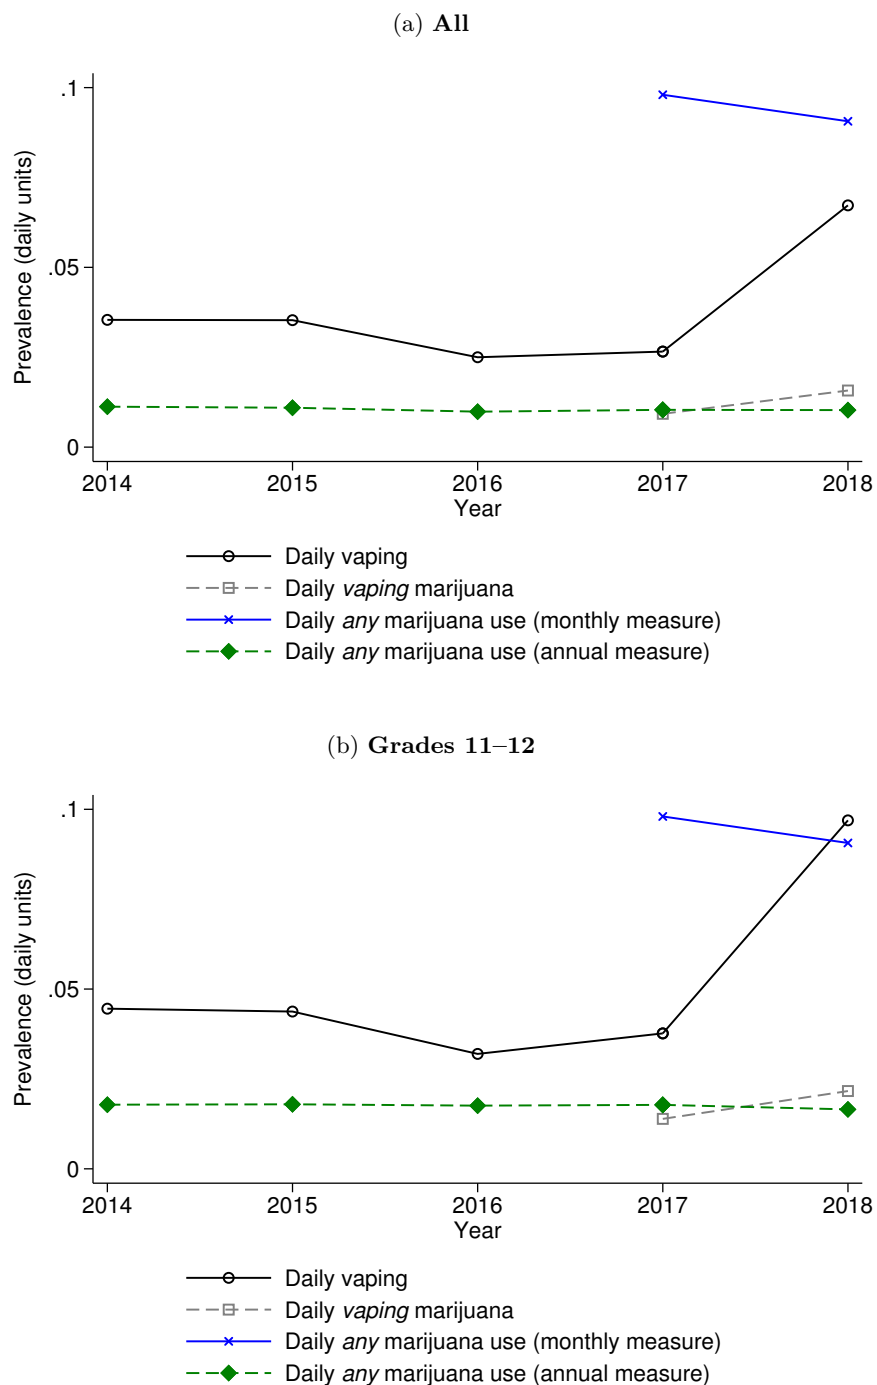 (a) All
.1
.05
0
Prevalence (daily units)
2014 2015 2016 2017 2018
Year
Daily vaping
Daily vaping marijuana
Daily any marijuana use (monthly measure)
Daily any marijuana use (annual measure)
(b) Grades 11–12
.1
.05
0
Prevalence (daily units)
2014 2015 2016 2017 2018
Year
Daily vaping
Daily vaping marijuana
Daily any marijuana use (monthly measure)
Daily any marijuana use (annual measure)